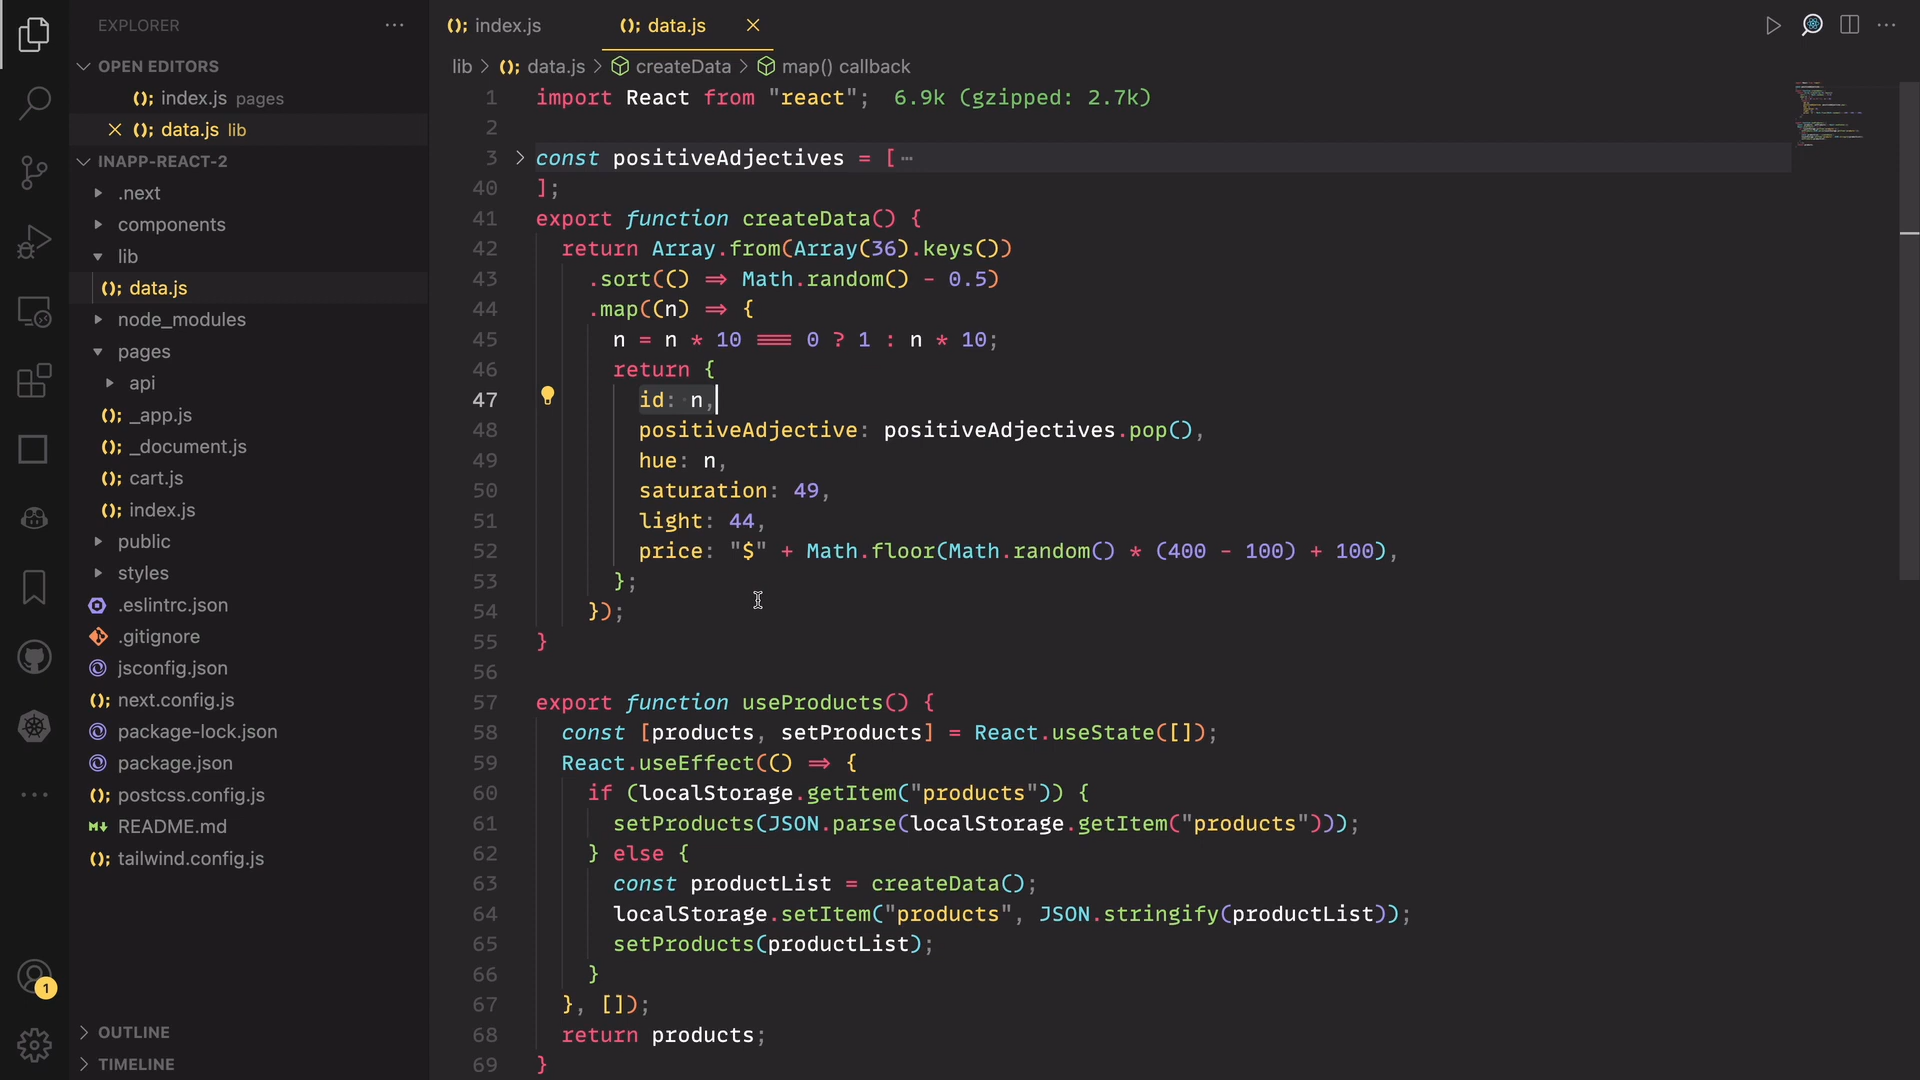 EXPLORER
OPEN EDITORS
index.js pages
data.js lib
INAPP-REACT-2
.next
components
lib
data.js
node_modules
pages
api
_app.js
_document.js
cart.js
index.js
public
styles
.eslintrc.json
.gitignore
jsconfig.json
next.config.js
package-lock.json
package.json
postcss.config.js
README.md
tailwind.config.js
OUTLINE
TIMELINE
1
index.js
data.js
lib > data.js > createData > map() callback
1 import React from "react"; 6.9k (gzipped: 2.7k)
2
3 const positiveAdjectives = [⋯
40 ];
41 export function createData() {
42 return Array.from(Array(36).keys())
43 .sort(() => Math.random() - 0.5)
44 .map((n) => {
45 n = n * 10 === 0 ? 1 : n * 10;
46 return {
47 id: n,
48 positiveAdjective: positiveAdjectives.pop(),
49 hue: n,
50 saturation: 49,
51 light: 44,
52 price: "$" + Math.floor(Math.random() * (400 - 100) + 100),
53 };
54 });
55 }
56
57 export function useProducts() {
58 const [products, setProducts] = React.useState([]);
59 React.useEffect(() => {
60 if (localStorage.getItem("products")) {
61 setProducts(JSON.parse(localStorage.getItem("products")));
62 } else {
63 const productList = createData();
64 localStorage.setItem("products", JSON.stringify(productList));
65 setProducts(productList);
66 }
67 }, []);
68 return products;
69 }